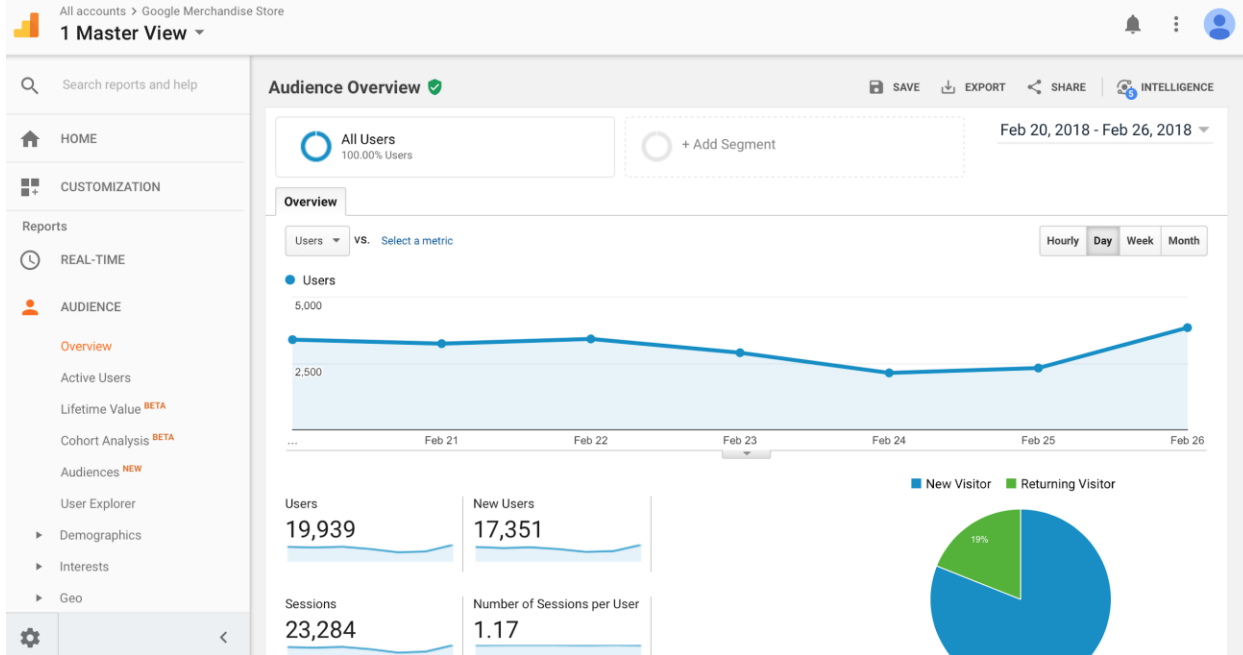 All accounts > Google Merchandise Store
1 Master View
Search reports and help
HOME
CUSTOMIZATION
Reports
REAL-TIME
AUDIENCE
Overview
Active Users
Lifetime Value BETA
Cohort Analysis BETA
Audiences NEW
User Explorer
Demographics
Interests
Geo
Audience Overview
SAVE
EXPORT
SHARE
5
INTELLIGENCE
All Users
100.00% Users
+ Add Segment
Feb 20, 2018 - Feb 26, 2018
Overview
Users
VS.
Select a metric
Hourly
Day
Week
Month
Users
5,000
2,500
...
Feb 21
Feb 22
Feb 23
Feb 24
Feb 25
Feb 26
Users
19,939
New Users
17,351
Sessions
23,284
Number of Sessions per User
1.17
New Visitor
Returning Visitor
19%